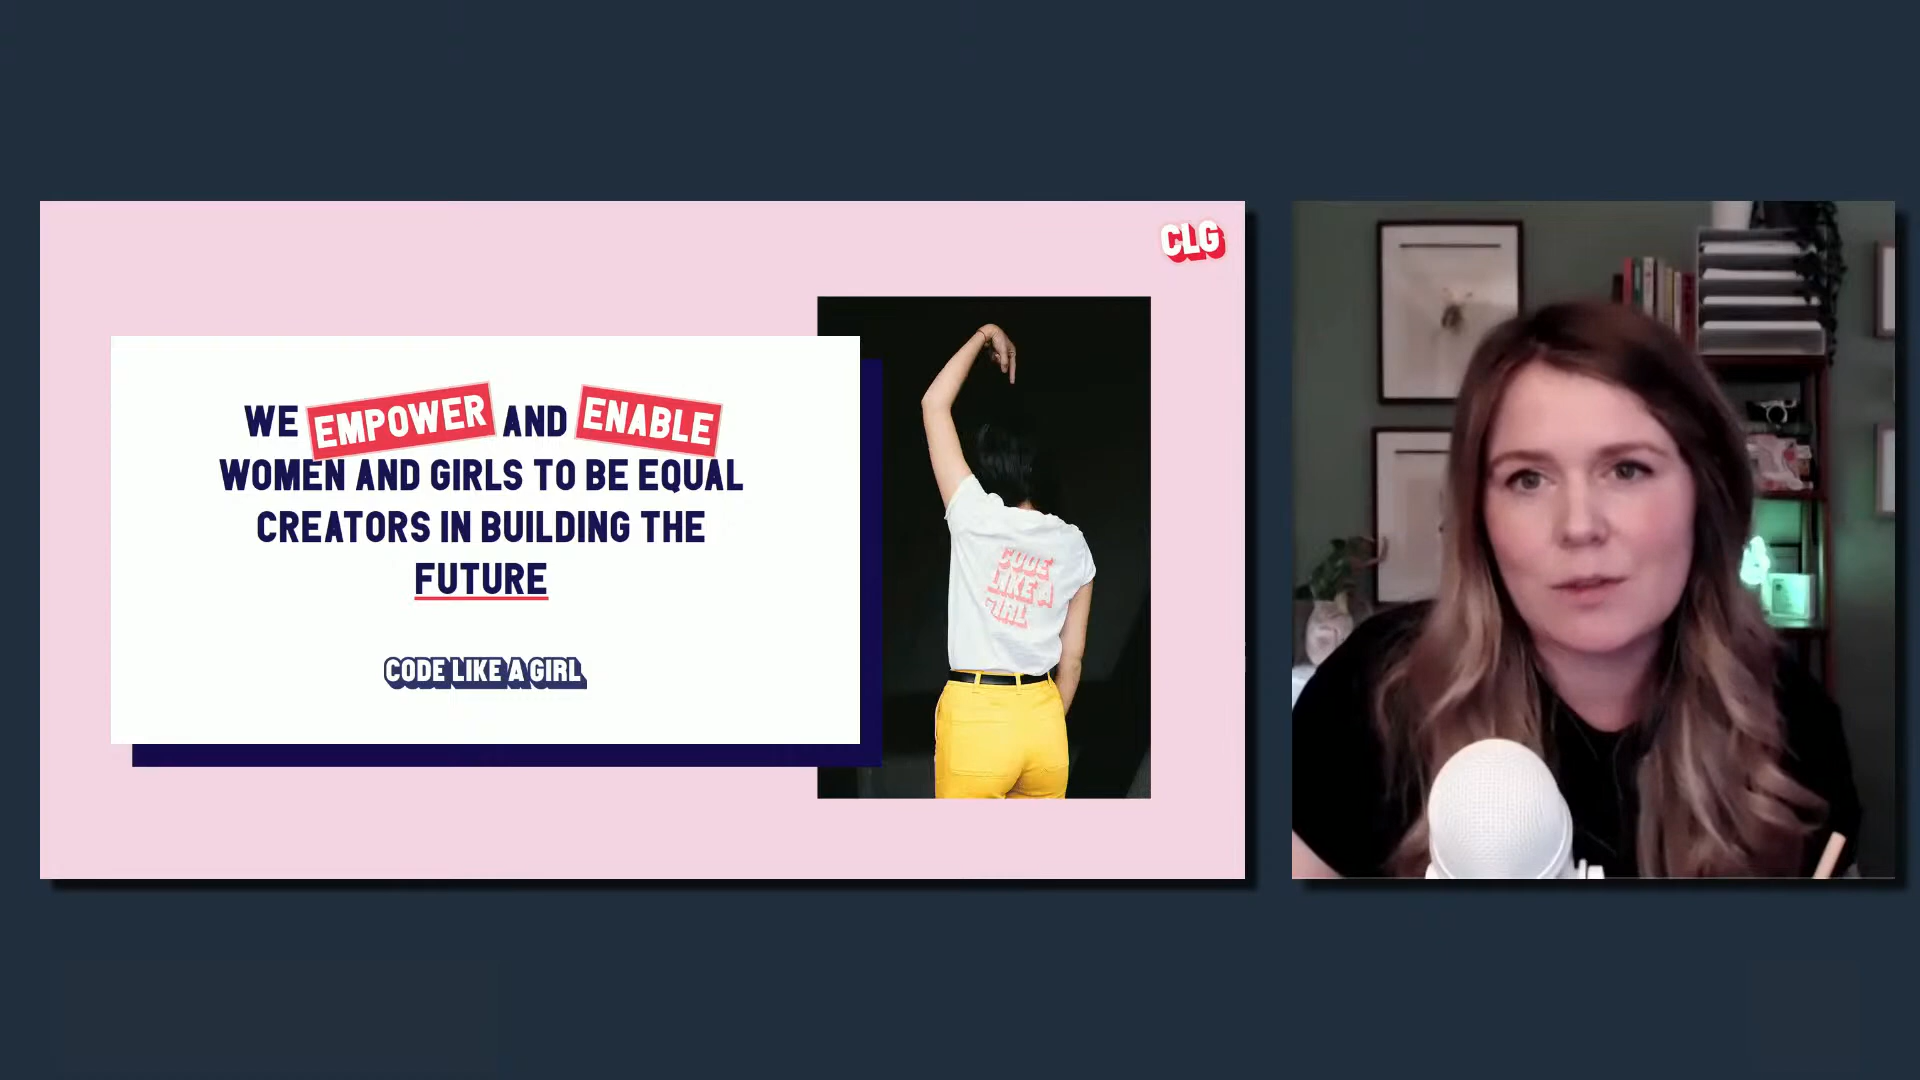 CLG
WE EMPOWER AND ENABLE
WOMEN AND GIRLS TO BE EQUAL
CREATORS IN BUILDING THE
FUTURE
CODE LIKE A GIRL
CODE
LIKE A
GIRL